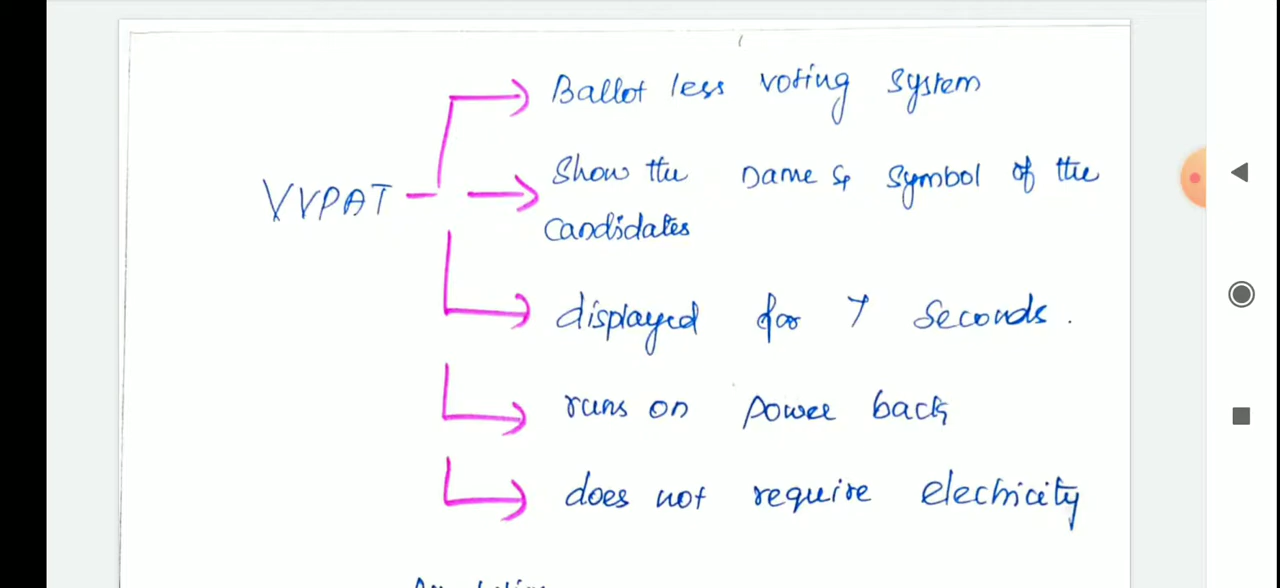 Ballot less voting system
VVPAT
Show the name & symbol of the
candidates
displayed for 7 seconds.
runs on power back
does not require electricity